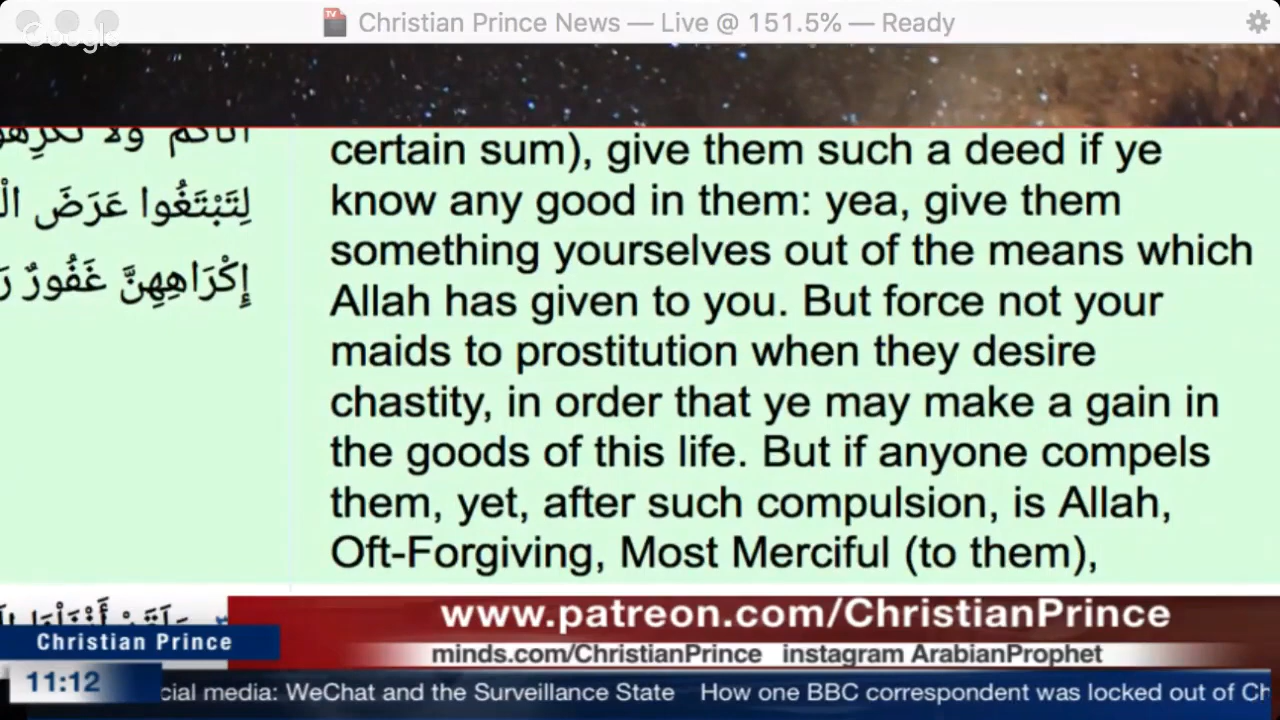 Christian Prince News — Live @ 151.5% — Ready
Google
certain sum), give them such a deed if ye
know any good in them: yea, give them
something yourselves out of the means which
Allah has given to you. But force not your
maids to prostitution when they desire
chastity, in order that ye may make a gain in
the goods of this life. But if anyone compels
them, yet, after such compulsion, is Allah,
Oft-Forgiving, Most Merciful (to them),
لِتَبْتَغُوا عَرَضَ
إِكْرَاهِهِنَّ غَفُورٌ
www.patreon.com/ChristianPrince
minds.com/ChristianPrince instagram ArabianProphet
Christian Prince
11:12
cial media: WeChat and the Surveillance State How one BBC correspondent was locked out of Ch